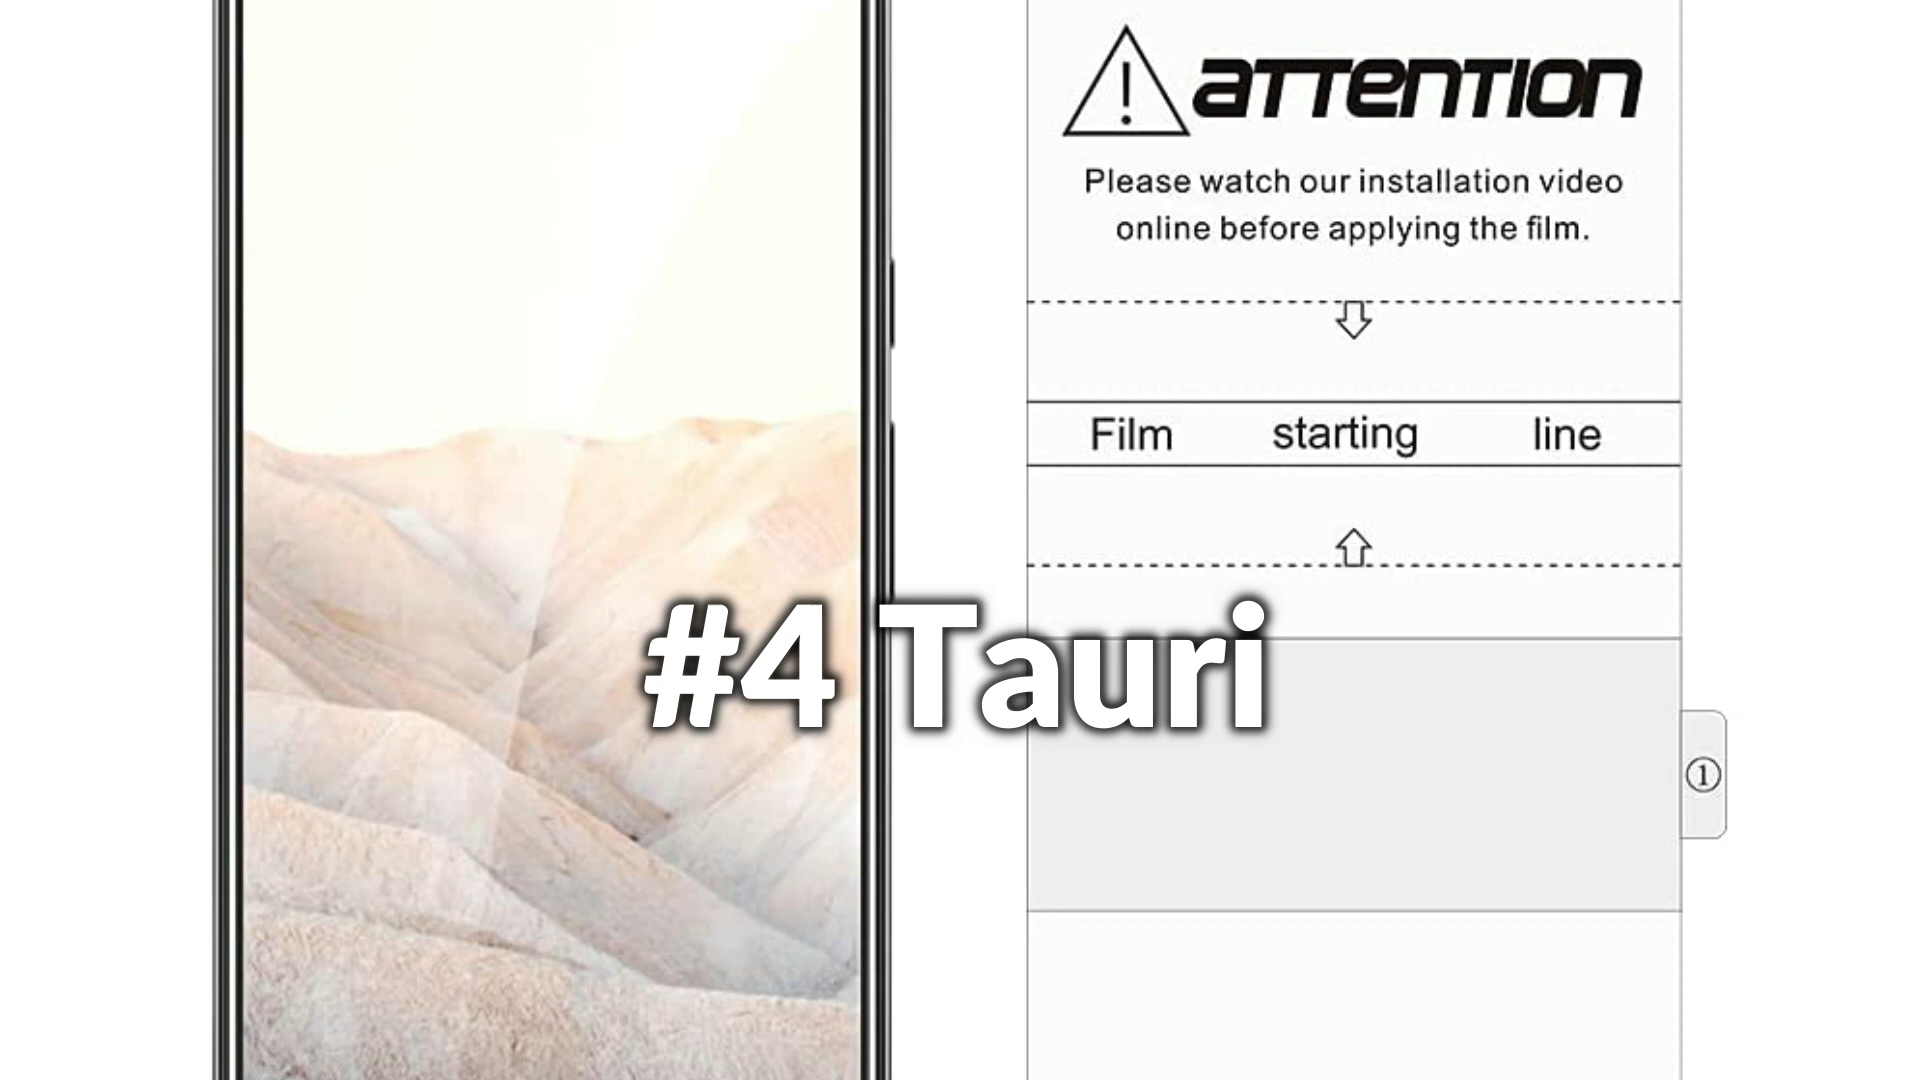 ! aTTenTIon
Please watch our installation video
online before applying the film.
Film starting line
#4 Tauri
①